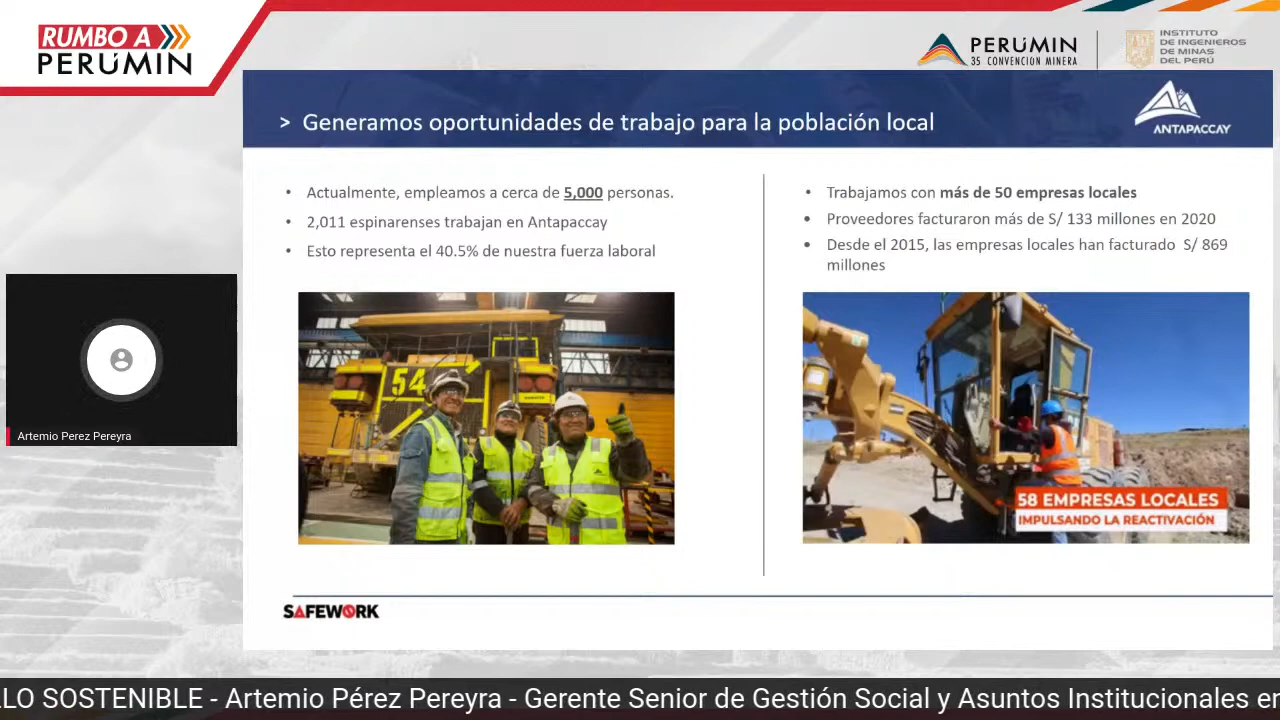 RUMBO A
PERÚMIN
PERÚMIN
35 CONVENCIÓN MINERA
INSTITUTO
DE INGENIEROS
DE MINAS
DEL PERÚ
> Generamos oportunidades de trabajo para la población local
ANTAPACCAY
• Actualmente, empleamos a cerca de 5,000 personas.
• 2,011 espinarenses trabajan en Antapaccay
• Esto representa el 40.5% de nuestra fuerza laboral
• Trabajamos con más de 50 empresas locales
• Proveedores facturaron más de S/ 133 millones en 2020
• Desde el 2015, las empresas locales han facturado S/ 869
millones
54
58 EMPRESAS LOCALES
IMPULSANDO LA REACTIVACIÓN
Artemio Perez Pereyra
SAFEWORK
LLO SOSTENIBLE - Artemio Pérez Pereyra - Gerente Senior de Gestión Social y Asuntos Institucionales en